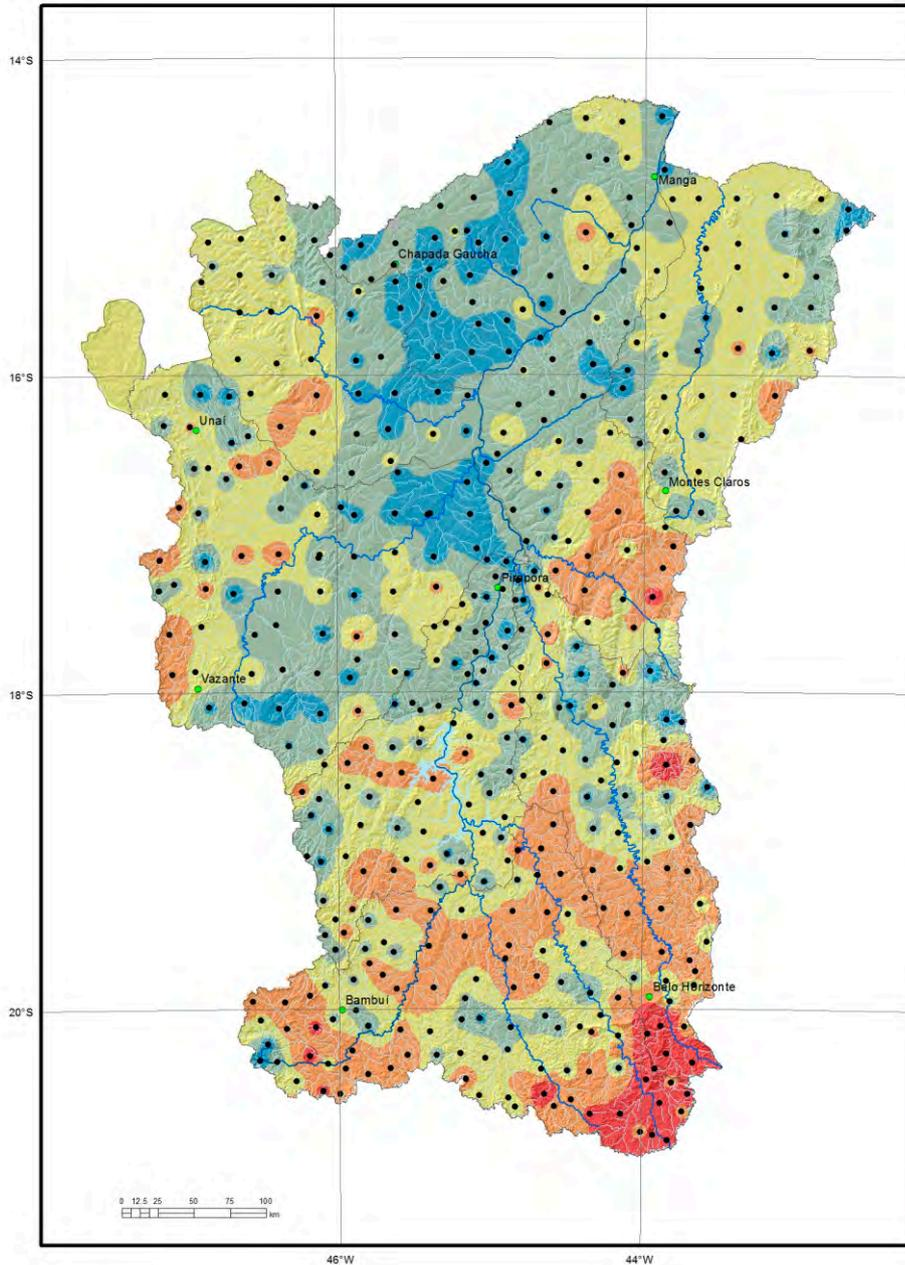 14°S
Manga
Chapada Gaucha
16°S
Unaí
Montes Claros
Pirapora
Vazante
18°S
Belo Horizonte
Bambuí
20°S
0 12.5 25 50 75 100
km
46°W 44°W